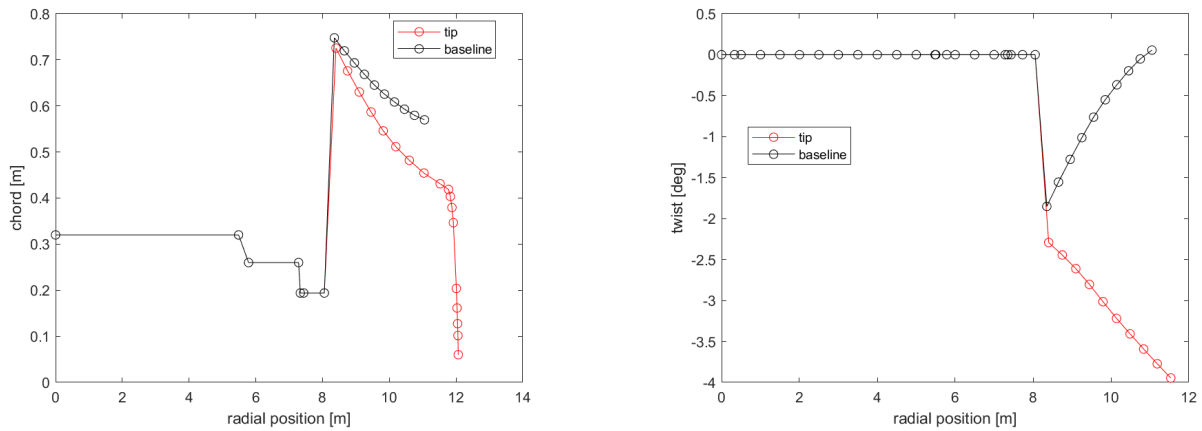 0.8
0.7
0.6
0.5
0.4
0.3
0.2
0.1
0
chord [m]
tip
baseline
0 2 4 6 8 10 12 14
radial position [m]
0.5
0
-0.5
-1
-1.5
-2
-2.5
-3
-3.5
-4
twist [deg]
tip
baseline
0 2 4 6 8 10 12
radial position [m]